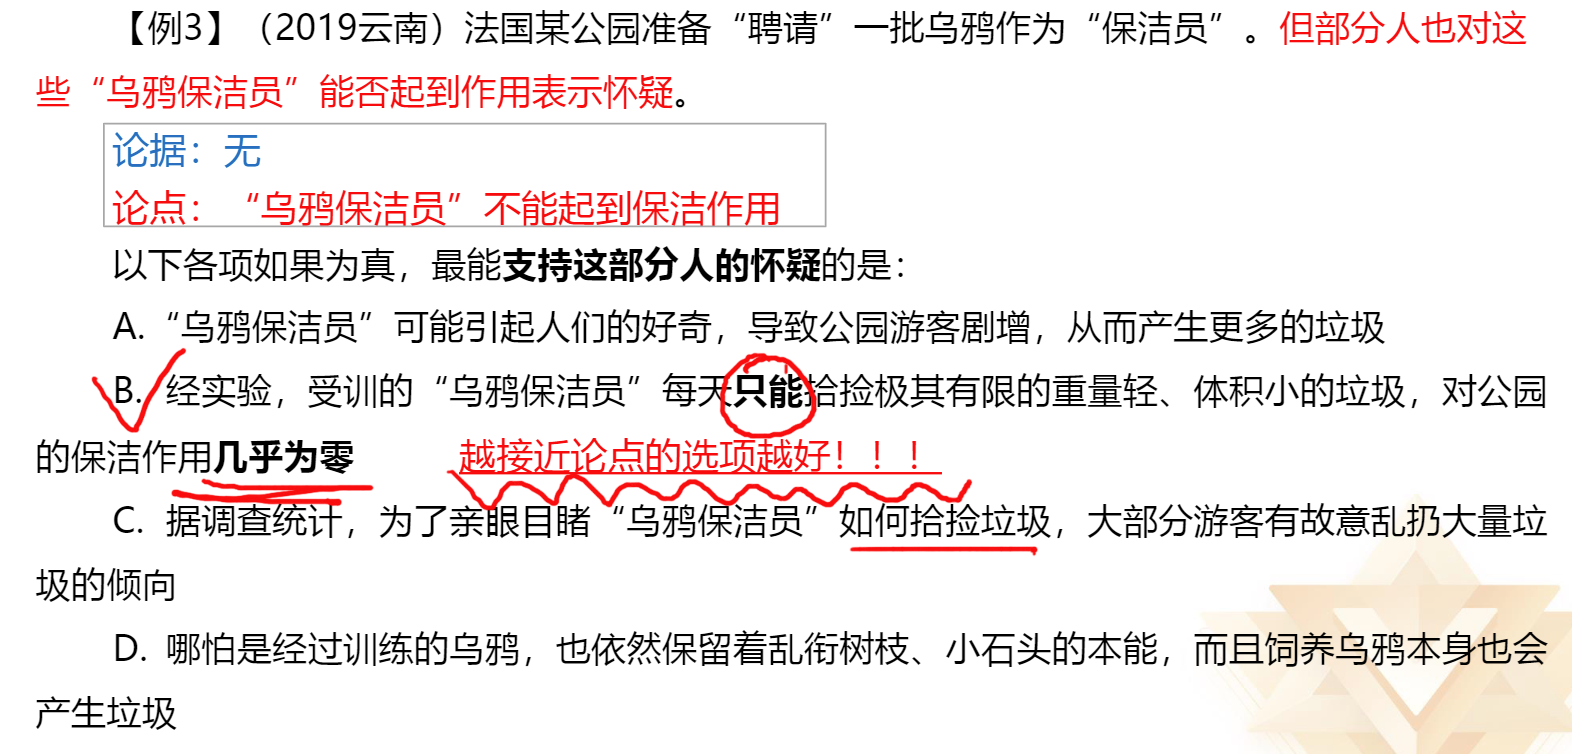 【例3】（2019云南）法国某公园准备“聘请”一批乌鸦作为“保洁员”。但部分人也对这
些“乌鸦保洁员”能否起到作用表示怀疑。
论据：无
论点：“乌鸦保洁员”不能起到保洁作用
以下各项如果为真，最能支持这部分人的怀疑的是：
A.“乌鸦保洁员”可能引起人们的好奇，导致公园游客剧增，从而产生更多的垃圾
B. 经实验，受训的“乌鸦保洁员”每天只能拾捡极其有限的重量轻、体积小的垃圾，对公园
的保洁作用几乎为零 越接近论点的选项越好！！！
C. 据调查统计，为了亲眼目睹“乌鸦保洁员”如何拾捡垃圾，大部分游客有故意乱扔大量垃
圾的倾向
D. 哪怕是经过训练的乌鸦，也依然保留着乱衔树枝、小石头的本能，而且饲养乌鸦本身也会
产生垃圾